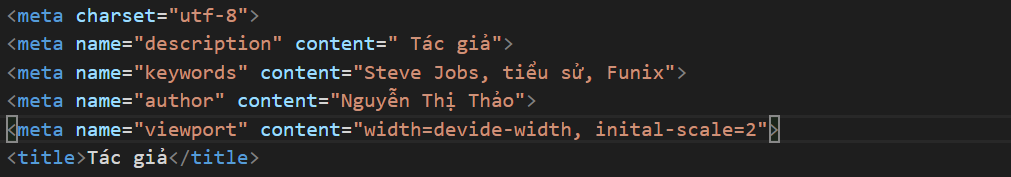 <meta charset="utf-8">
<meta name="description" content=" Tác giả">
<meta name="keywords" content="Steve Jobs, tiểu sử, Funix">
<meta name="author" content="Nguyễn Thị Thảo">
<meta name="viewport" content="width=devide-width, inital-scale=2">
<title>Tác giả</title>